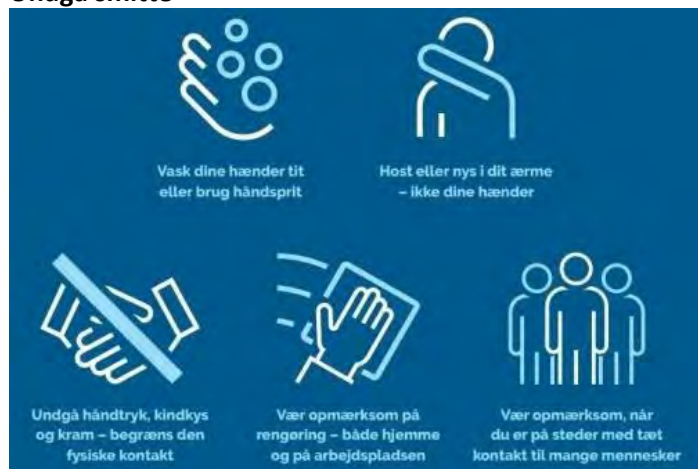 Undgå smitte
Vask dine hænder tit
eller brug håndsprit
Host eller nys i dit ærme
– ikke dine hænder
Undgå håndtryk, kindkys
og kram – begræns den
fysiske kontakt
Vær opmærksom på
rengøring – både hjemme
og på arbejdspladsen
Vær opmærksom, når
du er på steder med tæt
kontakt til mange mennesker